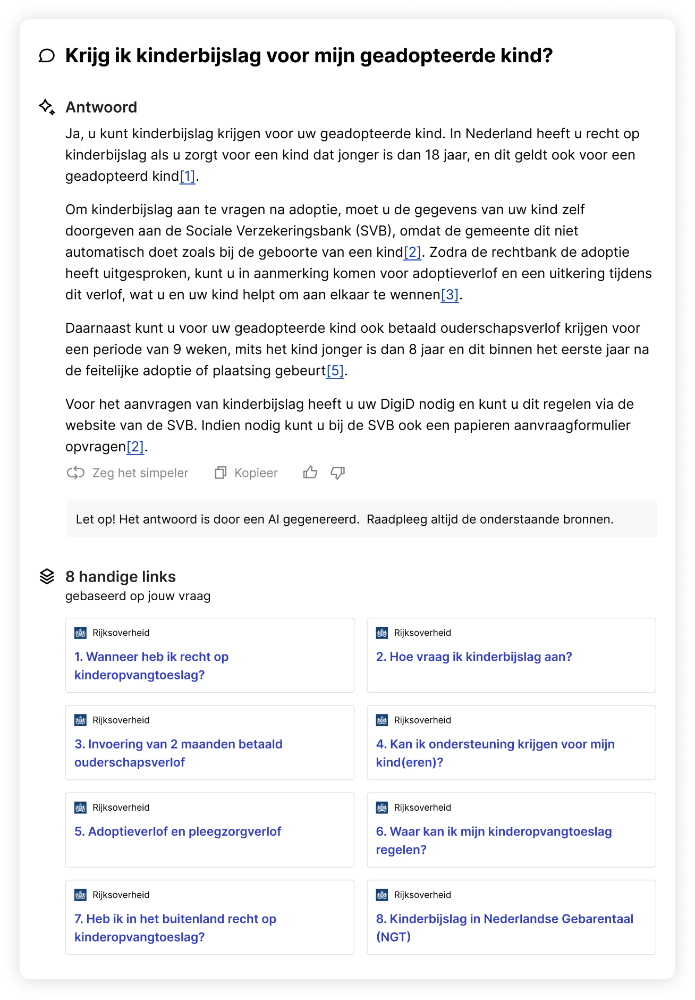 Krijg ik kinderbijslag voor mijn geadopteerde kind?
Antwoord
Ja, u kunt kinderbijslag krijgen voor uw geadopteerde kind. In Nederland heeft u recht op
kinderbijslag als u zorgt voor een kind dat jonger is dan 18 jaar, en dit geldt ook voor een
geadopteerd kind[1].
Om kinderbijslag aan te vragen na adoptie, moet u de gegevens van uw kind zelf
doorgeven aan de Sociale Verzekeringsbank (SVB), omdat de gemeente dit niet
automatisch doet zoals bij de geboorte van een kind[2]. Zodra de rechtbank de adoptie
heeft uitgesproken, kunt u in aanmerking komen voor adoptieverlof en een uitkering tijdens
dit verlof, wat u en uw kind helpt om aan elkaar te wennen[3].
Daarnaast kunt u voor uw geadopteerde kind ook betaald ouderschapsverlof krijgen voor
een periode van 9 weken, mits het kind jonger is dan 8 jaar en dit binnen het eerste jaar na
de feitelijke adoptie of plaatsing gebeurt[5].
Voor het aanvragen van kinderbijslag heeft u uw DigiD nodig en kunt u dit regelen via de
website van de SVB. Indien nodig kunt u bij de SVB ook een papieren aanvraagformulier
opvragen[2].
Zeg het simpeler Kopieer
Let op! Het antwoord is door een AI gegenereerd.  Raadpleeg altijd de onderstaande bronnen.
8 handige links
gebaseerd op jouw vraag
Rijksoverheid
1. Wanneer heb ik recht op
kinderopvangtoeslag?
Rijksoverheid
2. Hoe vraag ik kinderbijslag aan?
Rijksoverheid
3. Invoering van 2 maanden betaald
ouderschapsverlof
Rijksoverheid
4. Kan ik ondersteuning krijgen voor mijn
kind(eren)?
Rijksoverheid
5. Adoptieverlof en pleegzorgverlof
Rijksoverheid
6. Waar kan ik mijn kinderopvangtoeslag
regelen?
Rijksoverheid
7. Heb ik in het buitenland recht op
kinderopvangtoeslag?
Rijksoverheid
8. Kinderbijslag in Nederlandse Gebarentaal
(NGT)